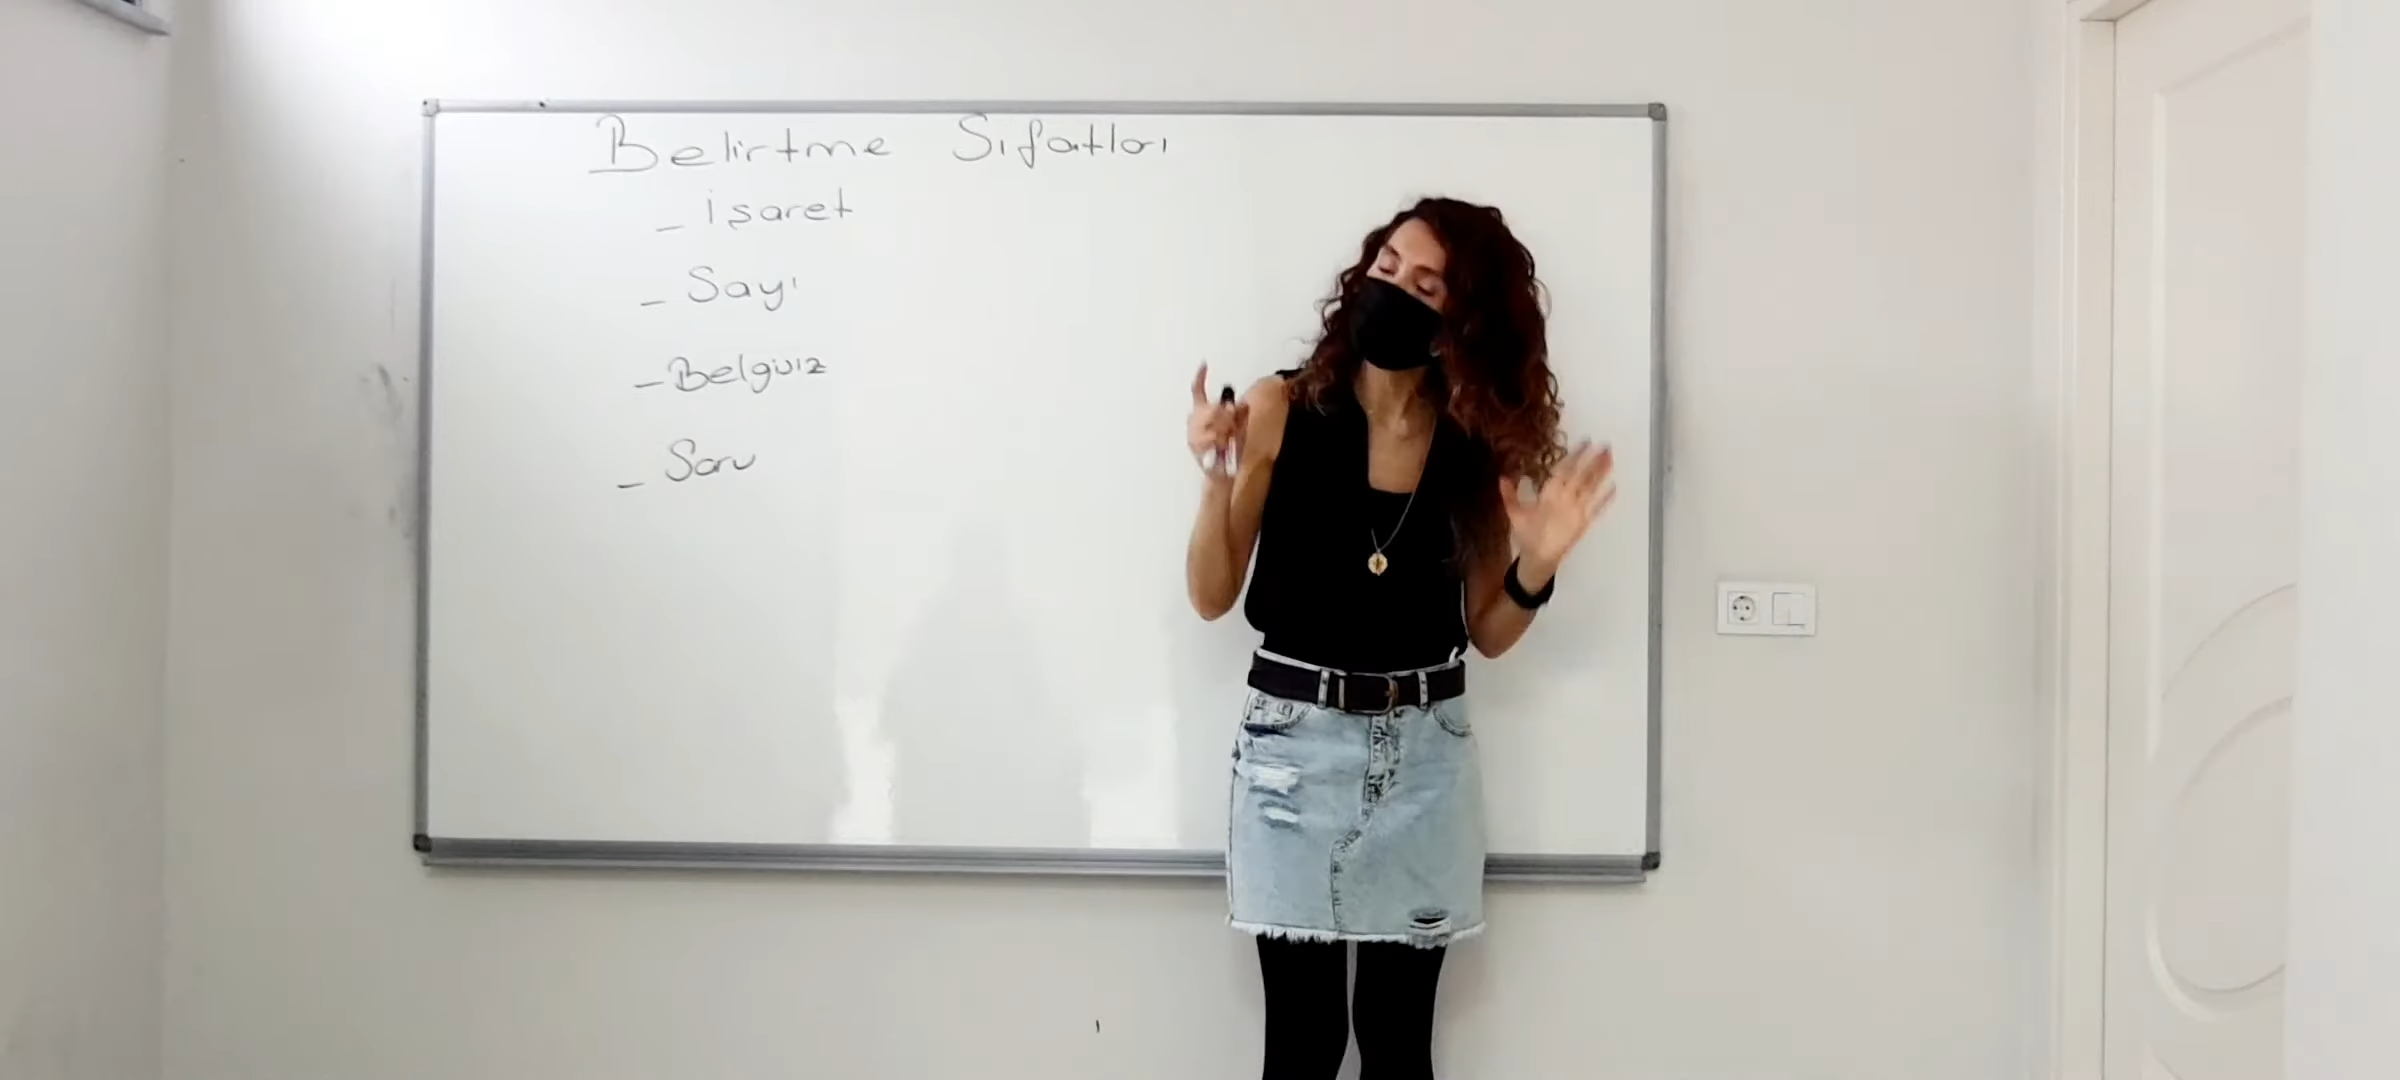 Belirtme Sıfatları
- İşaret
- Sayı
- Belgisiz
- Soru